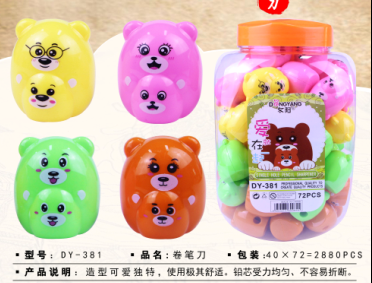 DONGYANG
东阳
DY-381
72PCS
■ 型号: DY-381 ■ 品名: 卷笔刀 ■ 包装: 40×72=2880PCS
■ 产品说明: 造型可爱独特，使用极其舒适。铅芯受力均匀、不容易折断。